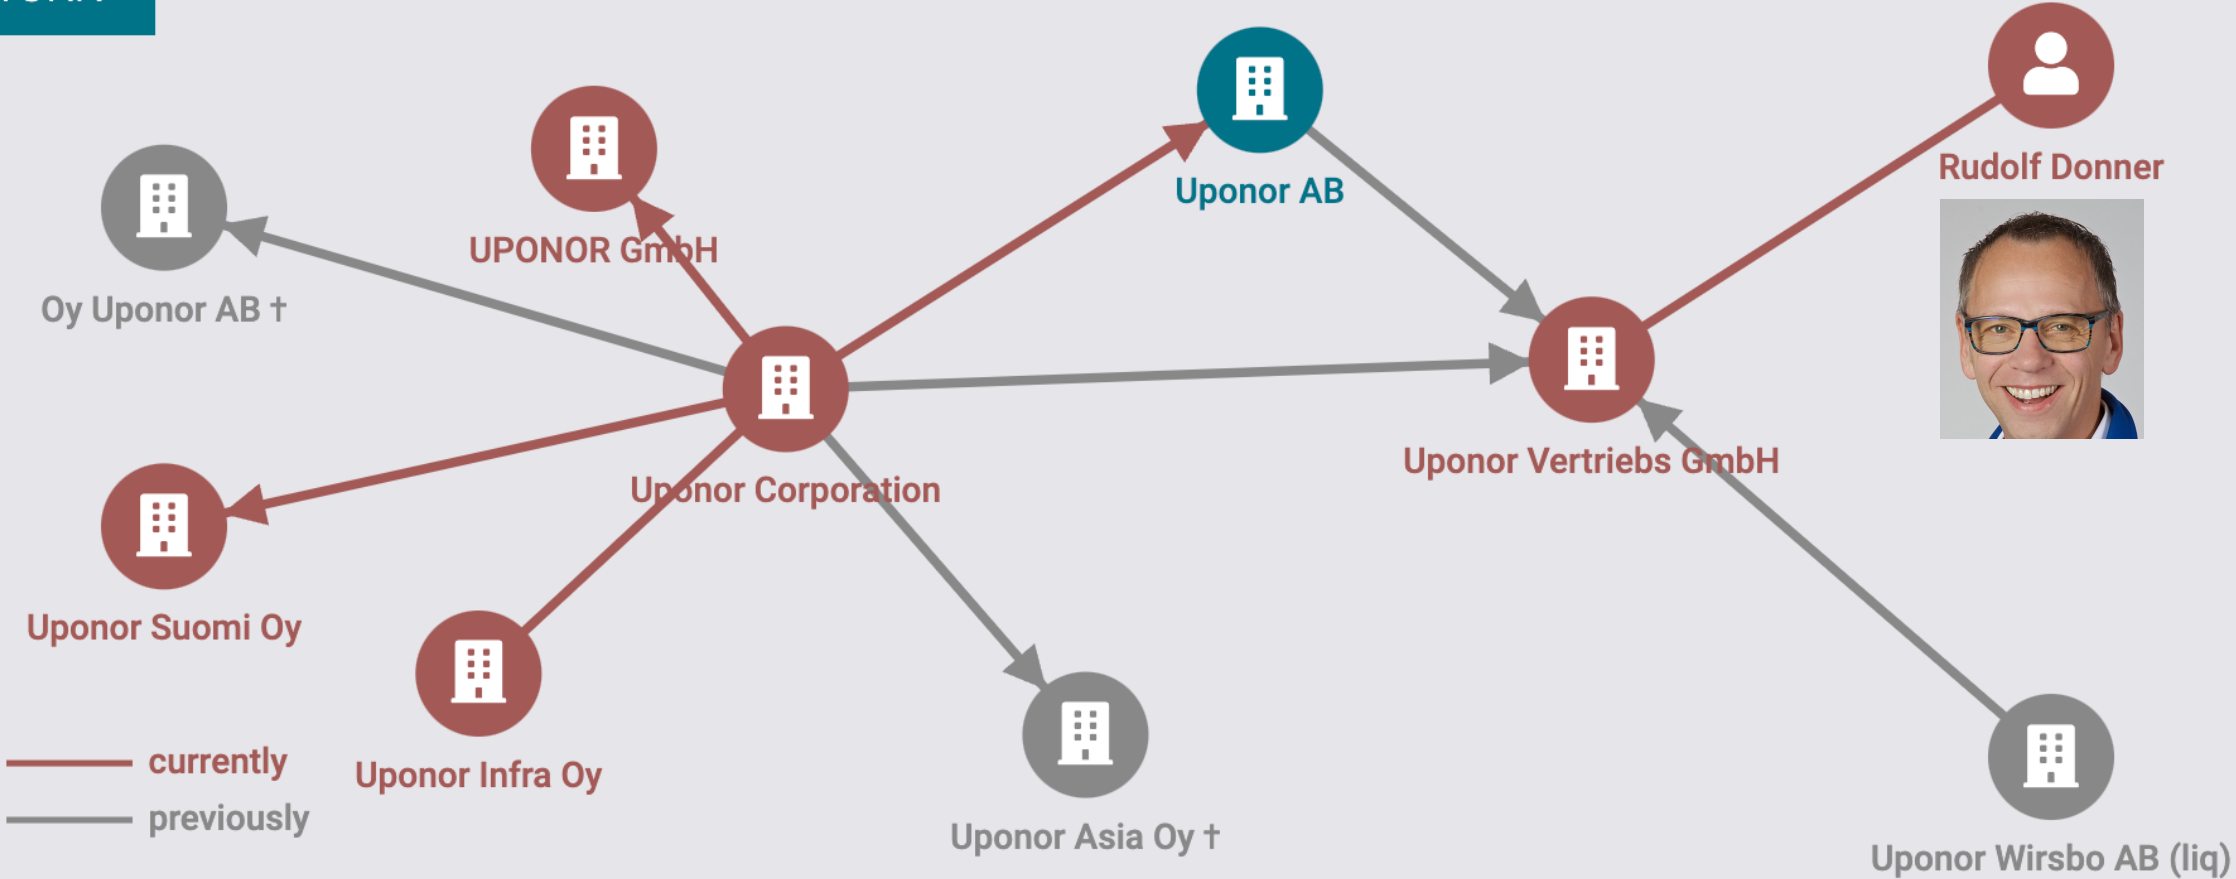 Rudolf Donner
Uponor AB
UPONOR GmbH
Oy Uponor AB †
Uponor Vertriebs GmbH
Uponor Corporation
Uponor Suomi Oy
currently
Uponor Infra Oy
previously
Uponor Asia Oy †
Uponor Wirsbo AB (liq)